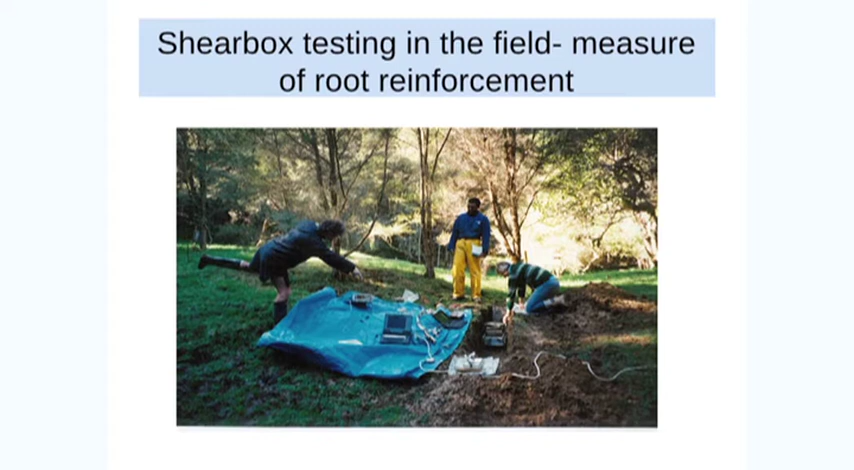 Shearbox testing in the field- measure
of root reinforcement